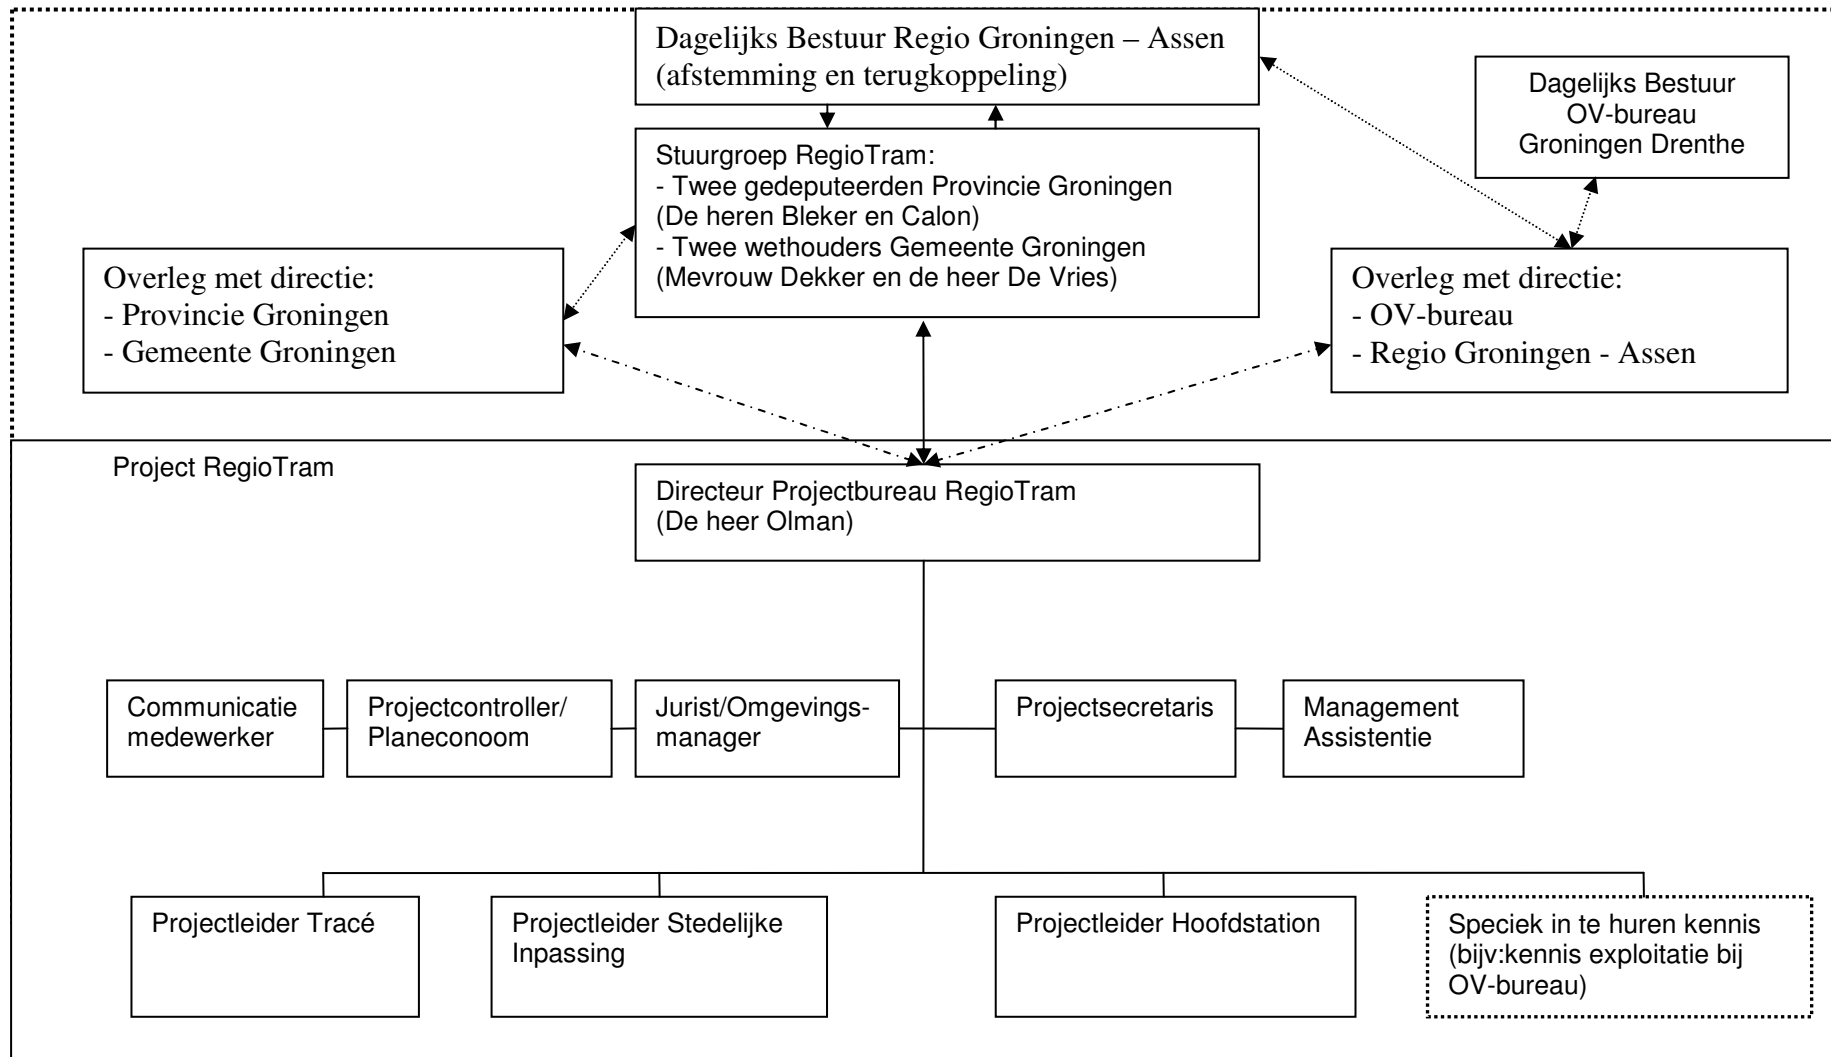 Dagelijks Bestuur Regio Groningen – Assen
(afstemming en terugkoppeling)
Dagelijks Bestuur
OV-bureau
Groningen Drenthe
Stuurgroep RegioTram:
- Twee gedeputeerden Provincie Groningen
(De heren Bleker en Calon)
- Twee wethouders Gemeente Groningen
(Mevrouw Dekker en de heer De Vries)
Overleg met directie:
- Provincie Groningen
- Gemeente Groningen
Overleg met directie:
- OV-bureau
- Regio Groningen - Assen
Project RegioTram
Directeur Projectbureau RegioTram
(De heer Olman)
Communicatie
medewerker
Projectcontroller/
Planeconoom
Jurist/Omgevings-
manager
Projectsecretaris
Management
Assistentie
Projectleider Tracé
Projectleider Stedelijke
Inpassing
Projectleider Hoofdstation
Speciek in te huren kennis
(bijv:kennis exploitatie bij
OV-bureau)